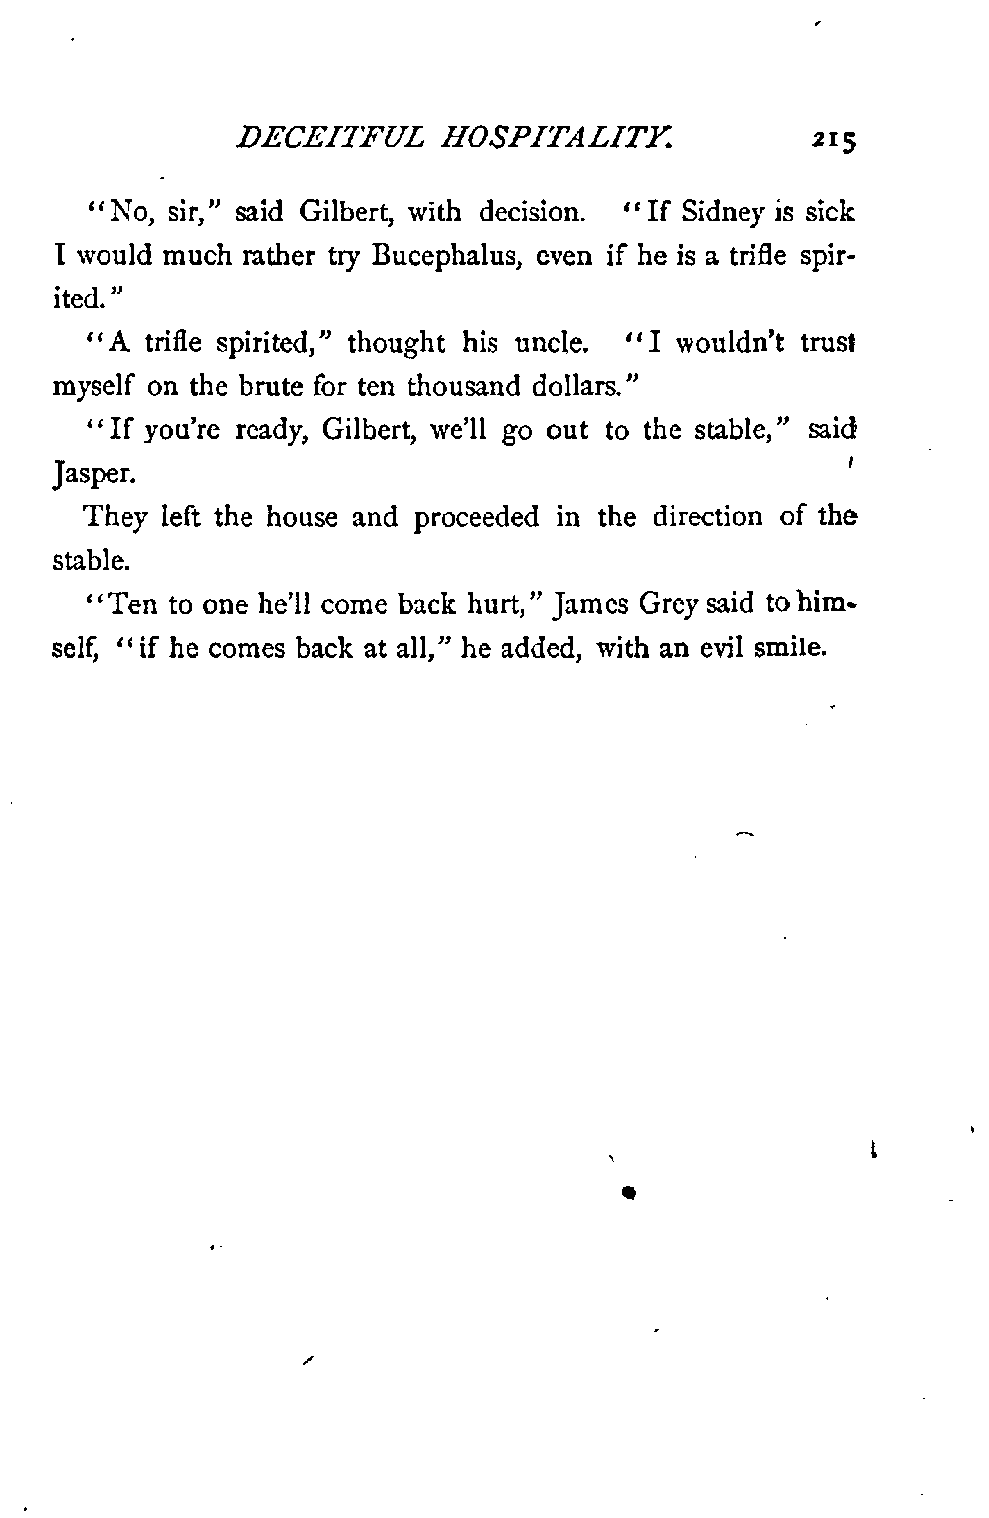 DECEITFUL HOSPITALITY. 215
"No, sir," said Gilbert, with decision. "If Sidney is sick
I would much rather try Bucephalus, even if he is a trifle spir-
ited."
"A trifle spirited," thought his uncle. "I wouldn't trust
myself on the brute for ten thousand dollars."
"If you're ready, Gilbert, we'll go out to the stable," said
Jasper.
They left the house and proceeded in the direction of the
stable.
"Ten to one he'll come back hurt," James Grey said to him-
self, "if he comes back at all," he added, with an evil smile.